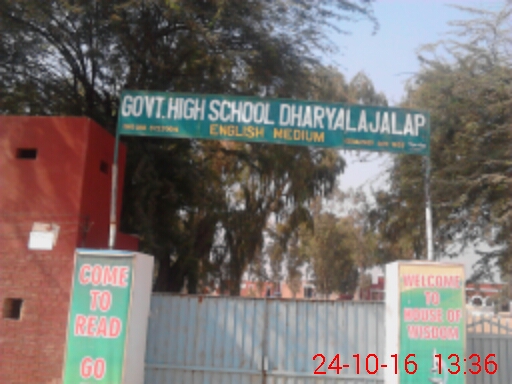 GOVT.HIGH SCHOOL DHARYALAJALAP
ENGLISH MEDIUM
COME
TO
READ
GO
WELCOME
TO
HOUSE OF
WISDOM
24-10-16 13:36